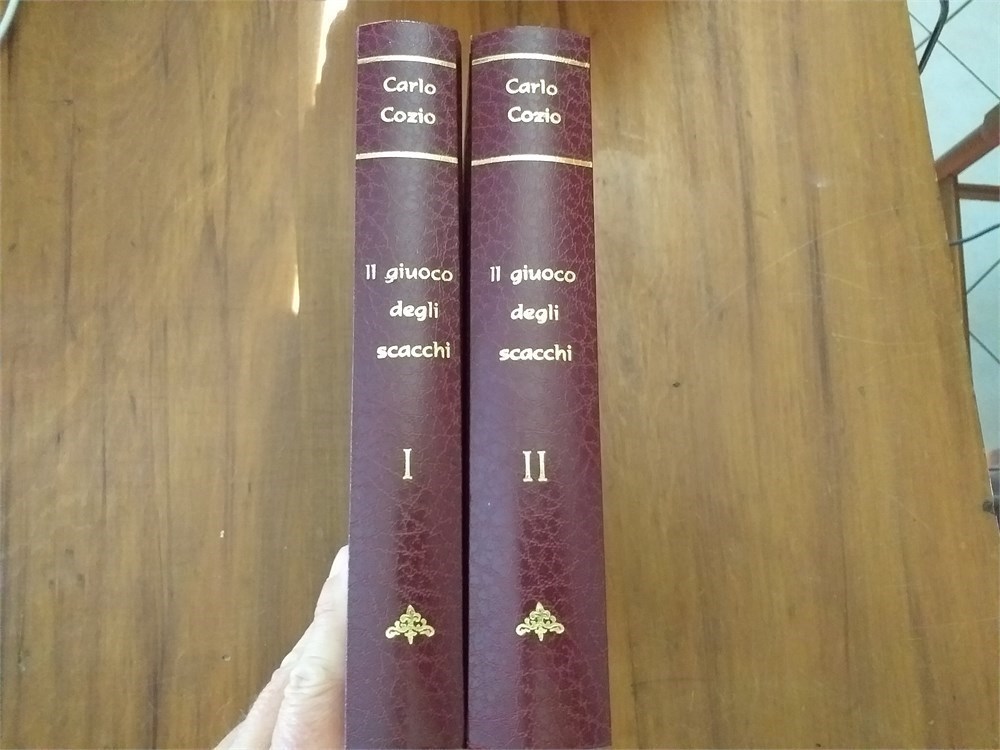 Carlo
Cozio
Il giuoco
degli
scacchi
I
Carlo
Cozio
Il giuoco
degli
scacchi
II